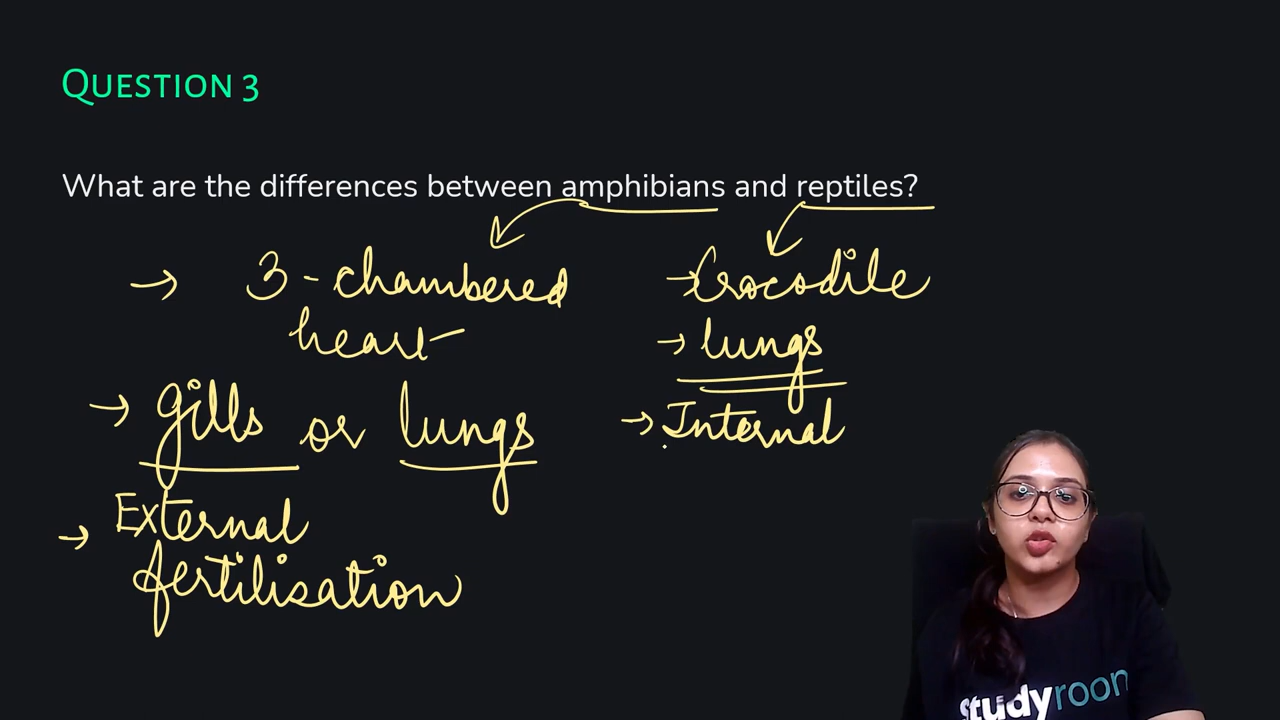 QUESTION 3
What are the differences between amphibians and reptiles?
→ 3-chambered
heart
→ gills or lungs
→ External
fertilisation
→ Crocodile
→ lungs
→ Internal
studyroom